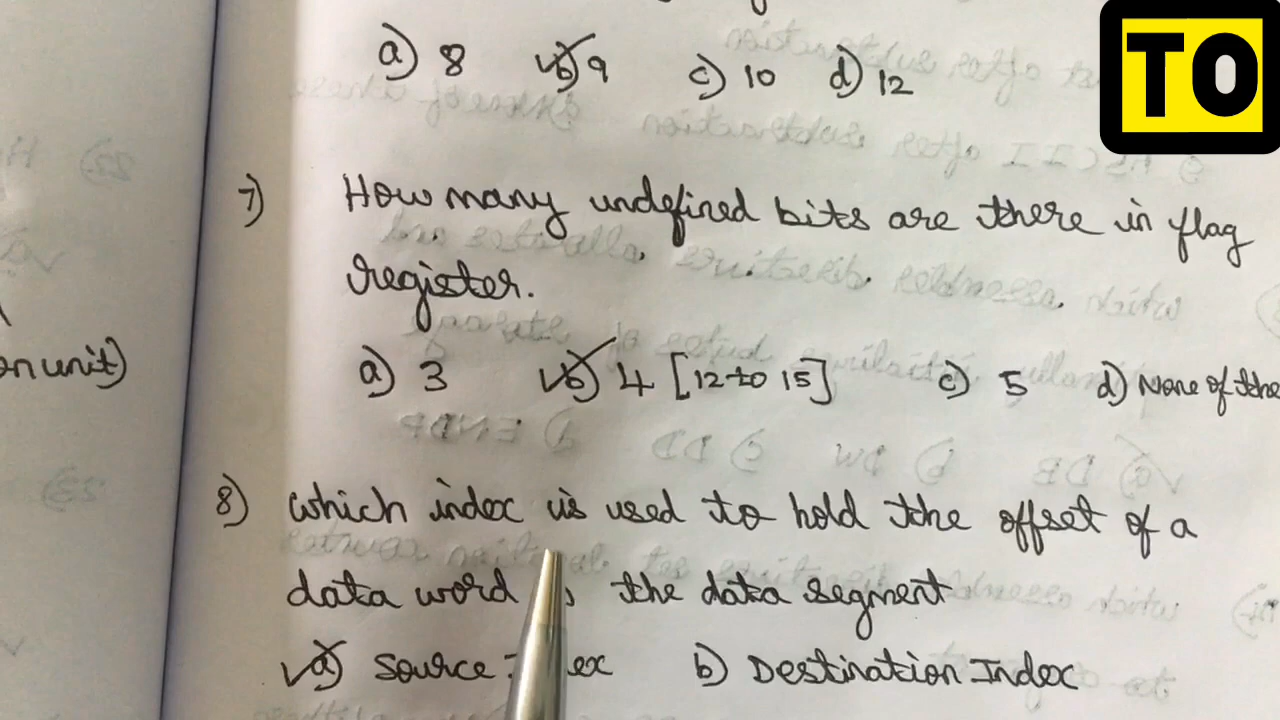 a) 8 b) 9 c) 10 d) 12
TO
7) How many undefined bits are there in flag
register.
on unit)
a) 3 b) 4 [12 to 15] c) 5 d) None of the
8) which index is used to hold the offset of a
data word the data segment
a) Source b) Destination Index